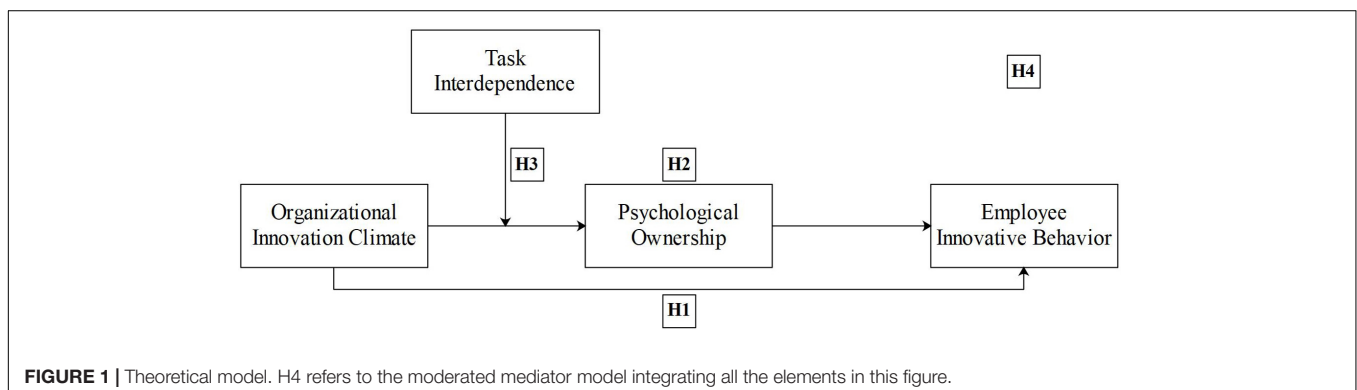 Task
Interdependence
H4
H3
H2
Organizational
Innovation Climate
Psychological
Ownership
Employee
Innovative Behavior
H1
FIGURE 1 | Theoretical model. H4 refers to the moderated mediator model integrating all the elements in this figure.